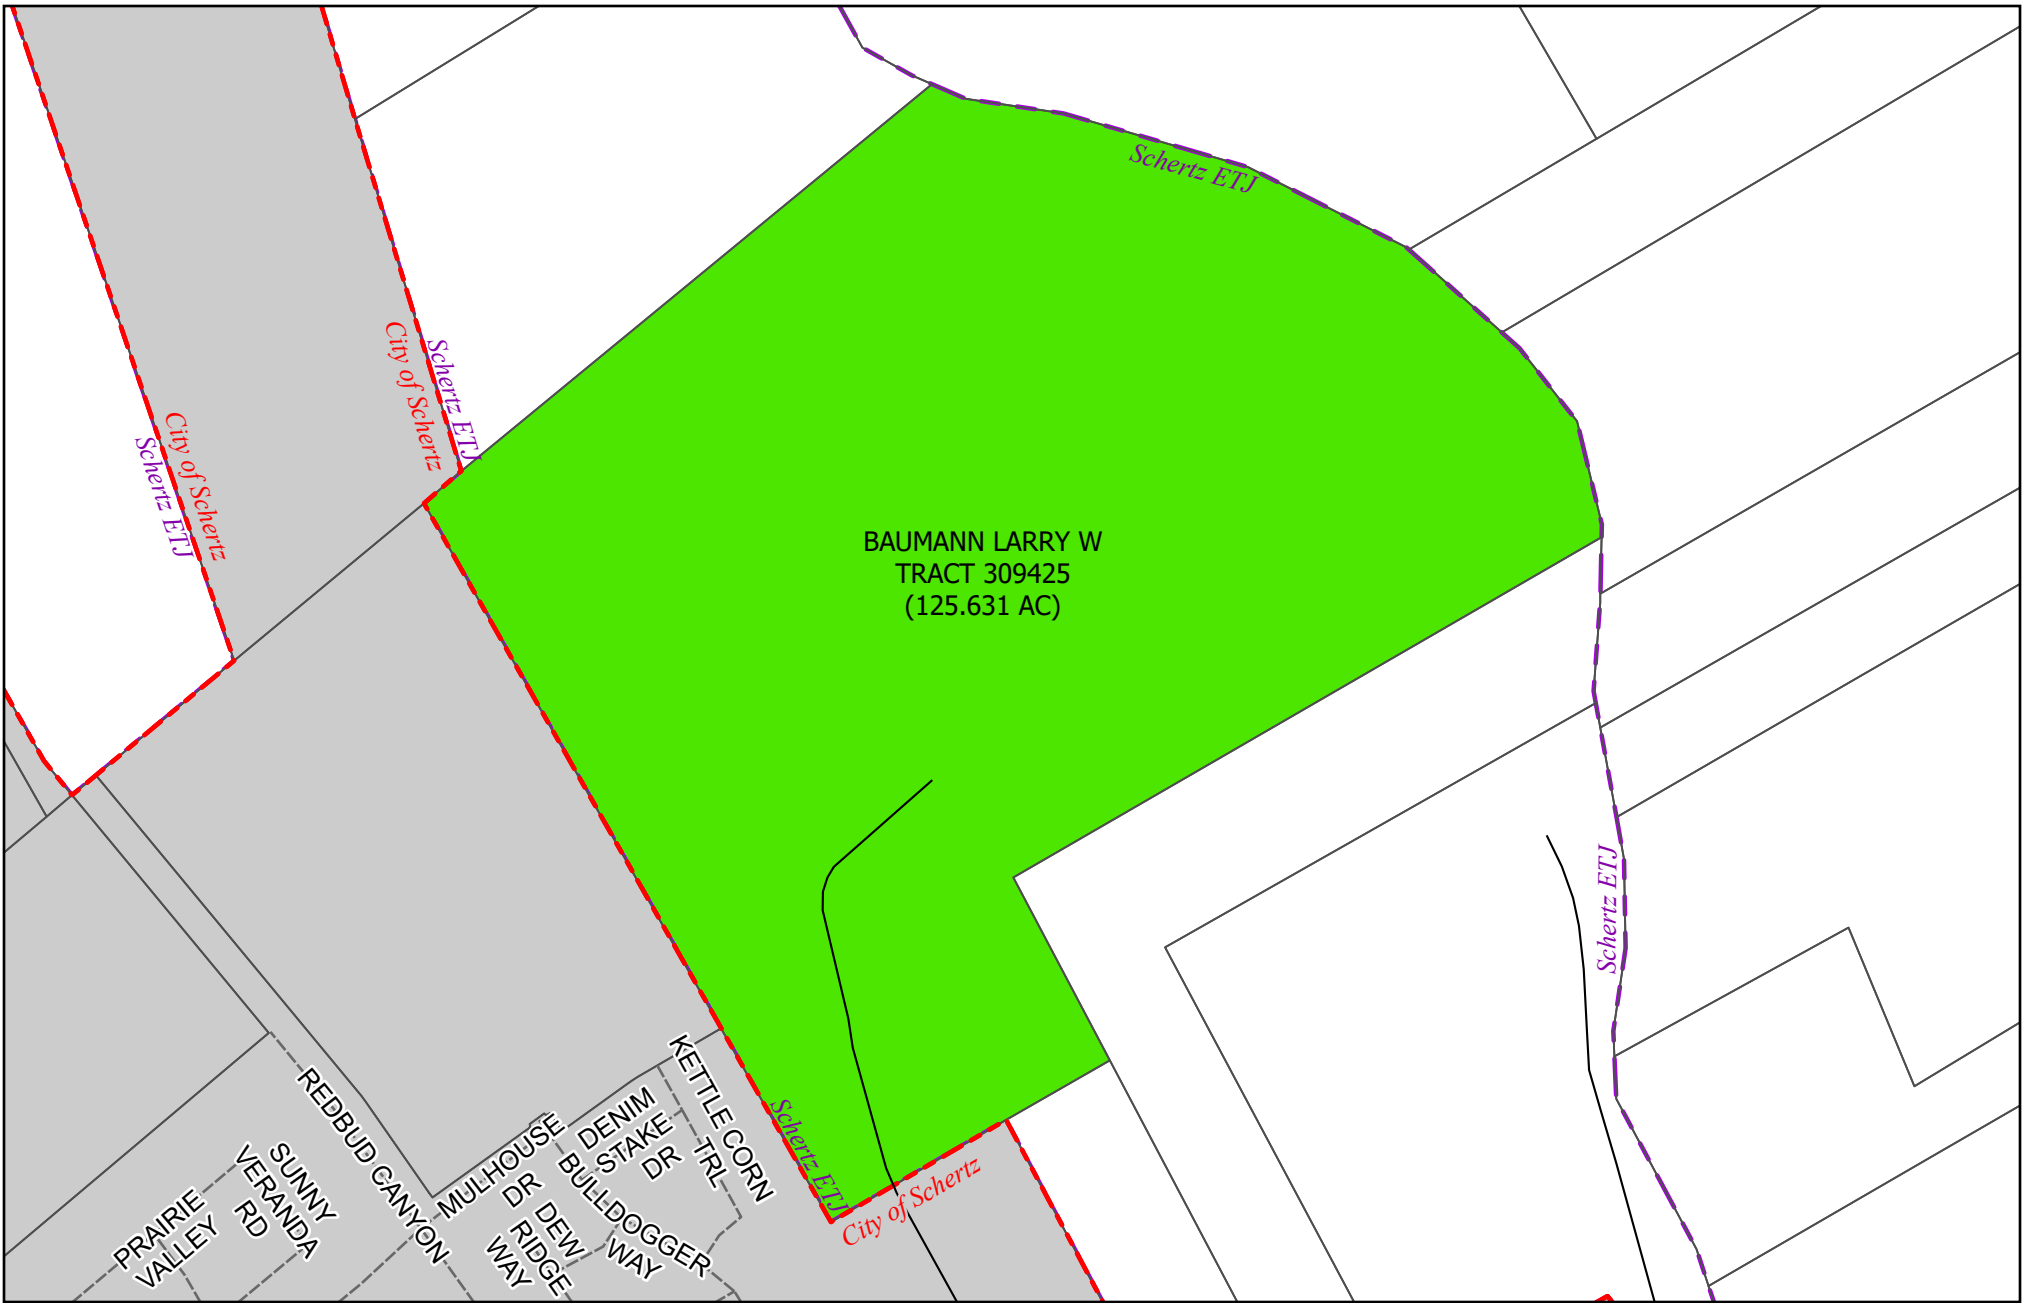 Schertz ETJ
City of Schertz
Schertz ETJ
City of Schertz
Schertz ETJ
BAUMANN LARRY W
TRACT 309425
(125.631 AC)
Schertz ETJ
KETTLE CORN
TRL
DENIM
STAKE
DR
MULHOUSE
DR
BULLDOGGER
WAY
DEW
RIDGE
WAY
REDBUD CANYON
SUNNY
VERANDA
RD
PRAIRIE
VALLEY
Schertz ETJ
City of Schertz